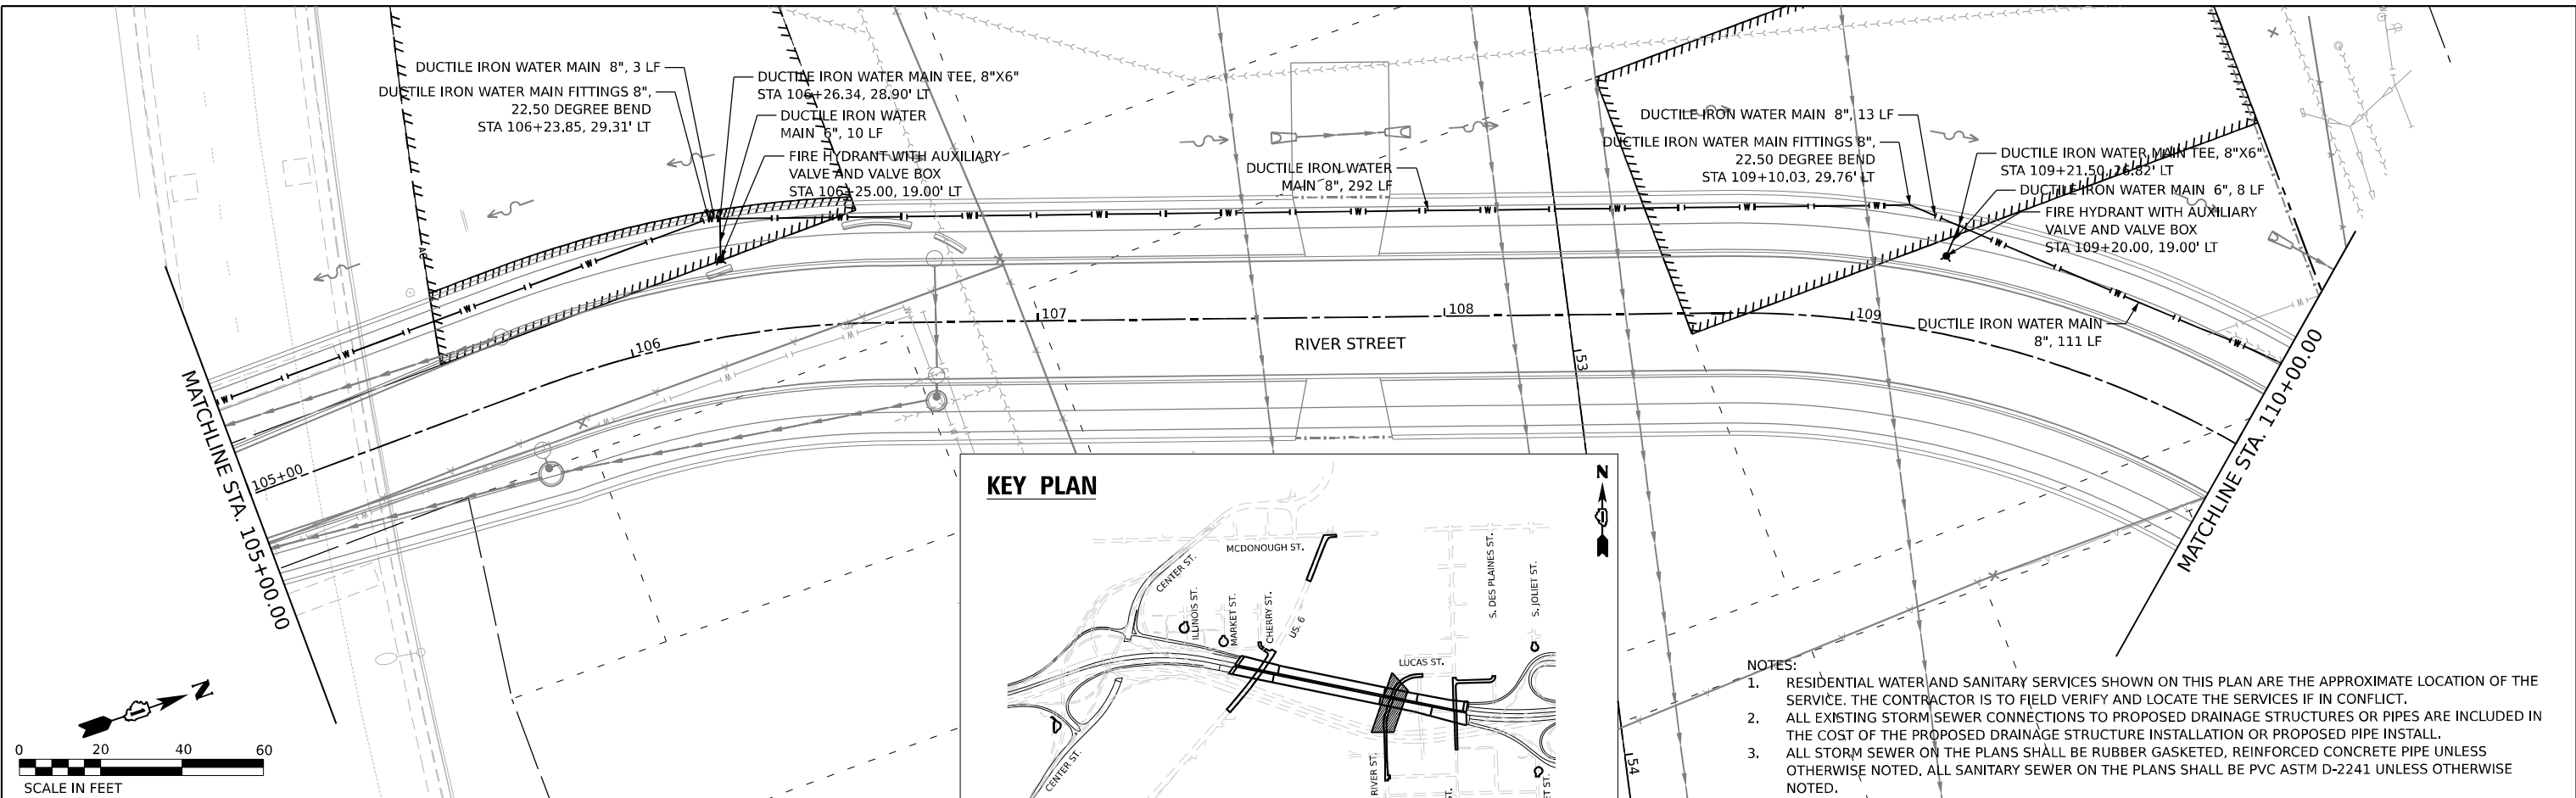 DUCTILE IRON WATER MAIN 8", 3 LF
DUCTILE IRON WATER MAIN FITTINGS 8",
22.50 DEGREE BEND
STA 106+23.85, 29.31' LT
DUCTILE IRON WATER MAIN TEE, 8"X6"
STA 106+26.34, 28.90' LT
DUCTILE IRON WATER
MAIN 6", 10 LF
FIRE HYDRANT WITH AUXILIARY
VALVE AND VALVE BOX
STA 106+25.00, 19.00' LT
DUCTILE IRON WATER
MAIN 8", 292 LF
DUCTILE IRON WATER MAIN 8", 13 LF
DUCTILE IRON WATER MAIN FITTINGS 8",
22.50 DEGREE BEND
STA 109+10.03, 29.76' LT
DUCTILE IRON WATER MAIN TEE, 8"X6"
STA 109+21.50, 26.82' LT
DUCTILE IRON WATER MAIN 6", 8 LF
FIRE HYDRANT WITH AUXILIARY
VALVE AND VALVE BOX
STA 109+20.00, 19.00' LT
DUCTILE IRON WATER MAIN
8", 111 LF
MATCHLINE STA. 105+00.00
105+00
106
107
108
109
RIVER STREET
53
54
MATCHLINE STA. 110+00.00
KEY PLAN
N
MCDONOUGH ST.
CENTER ST.
ILLINOIS ST.
MARKET ST.
CHERRY ST.
US. 6
S. DES PLAINES ST.
S. JOLIET ST.
LUCAS ST.
RIVER ST.
CENTER ST.
ST.
ET ST.
N
0 20 40 60
SCALE IN FEET
NOTES:
1. RESIDENTIAL WATER AND SANITARY SERVICES SHOWN ON THIS PLAN ARE THE APPROXIMATE LOCATION OF THE
SERVICE. THE CONTRACTOR IS TO FIELD VERIFY AND LOCATE THE SERVICES IF IN CONFLICT.
2. ALL EXISTING STORM SEWER CONNECTIONS TO PROPOSED DRAINAGE STRUCTURES OR PIPES ARE INCLUDED IN
THE COST OF THE PROPOSED DRAINAGE STRUCTURE INSTALLATION OR PROPOSED PIPE INSTALL.
3. ALL STORM SEWER ON THE PLANS SHALL BE RUBBER GASKETED, REINFORCED CONCRETE PIPE UNLESS
OTHERWISE NOTED. ALL SANITARY SEWER ON THE PLANS SHALL BE PVC ASTM D-2241 UNLESS OTHERWISE
NOTED.